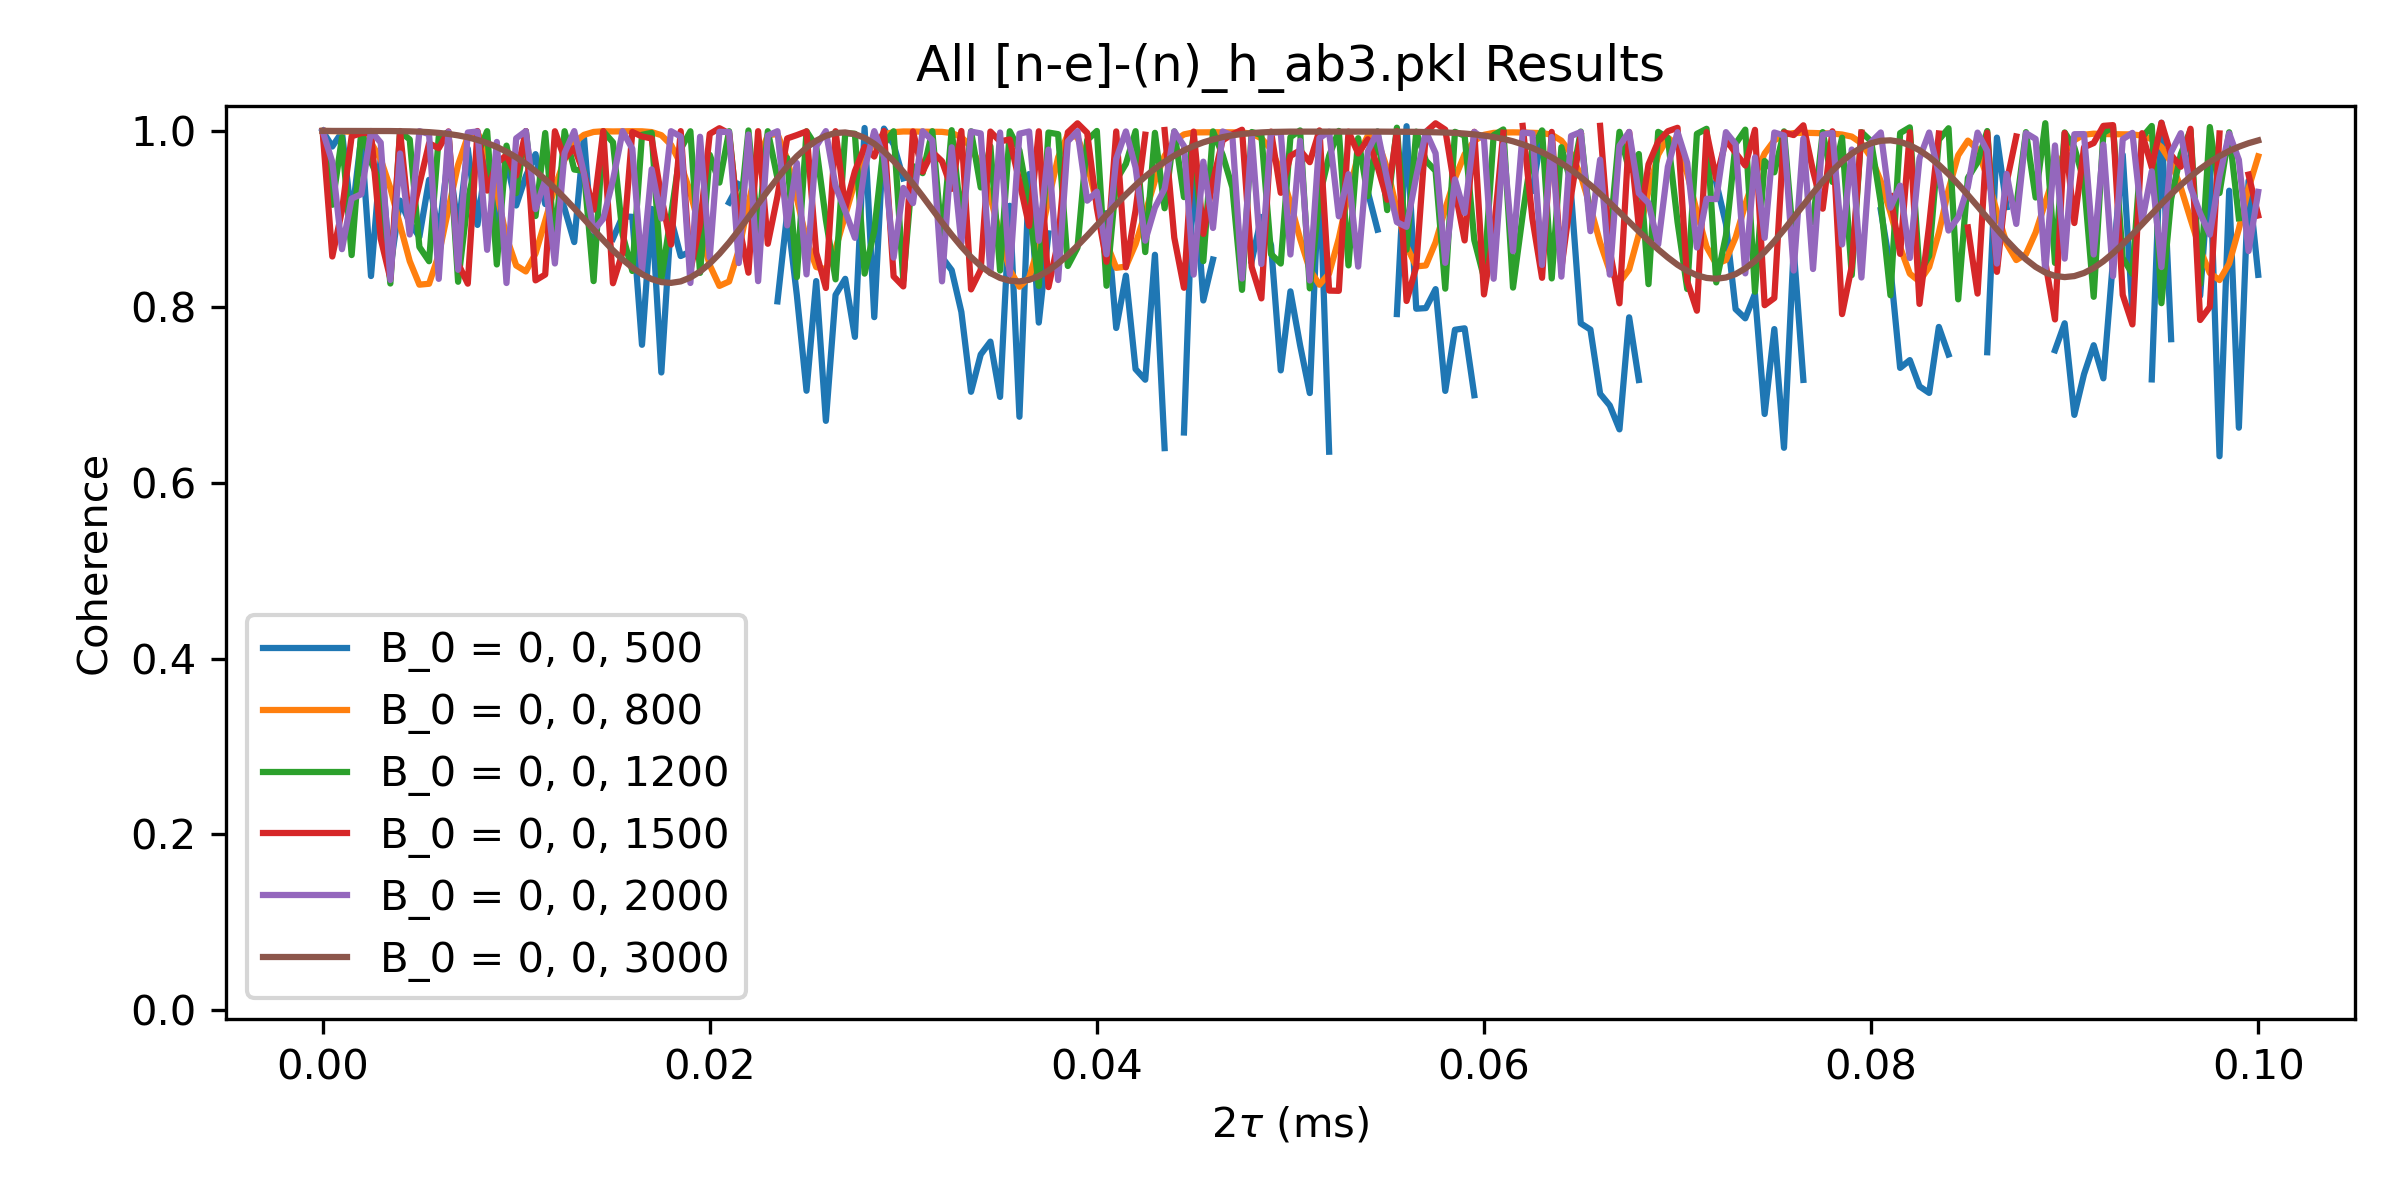 All [n-e]-(n)_h_ab3.pkl Results
Coherence
1.0
0.8
0.6
0.4
0.2
0.0
B_0 = 0, 0, 500
B_0 = 0, 0, 800
B_0 = 0, 0, 1200
B_0 = 0, 0, 1500
B_0 = 0, 0, 2000
B_0 = 0, 0, 3000
0.00 0.02 0.04 0.06 0.08 0.10
2τ (ms)